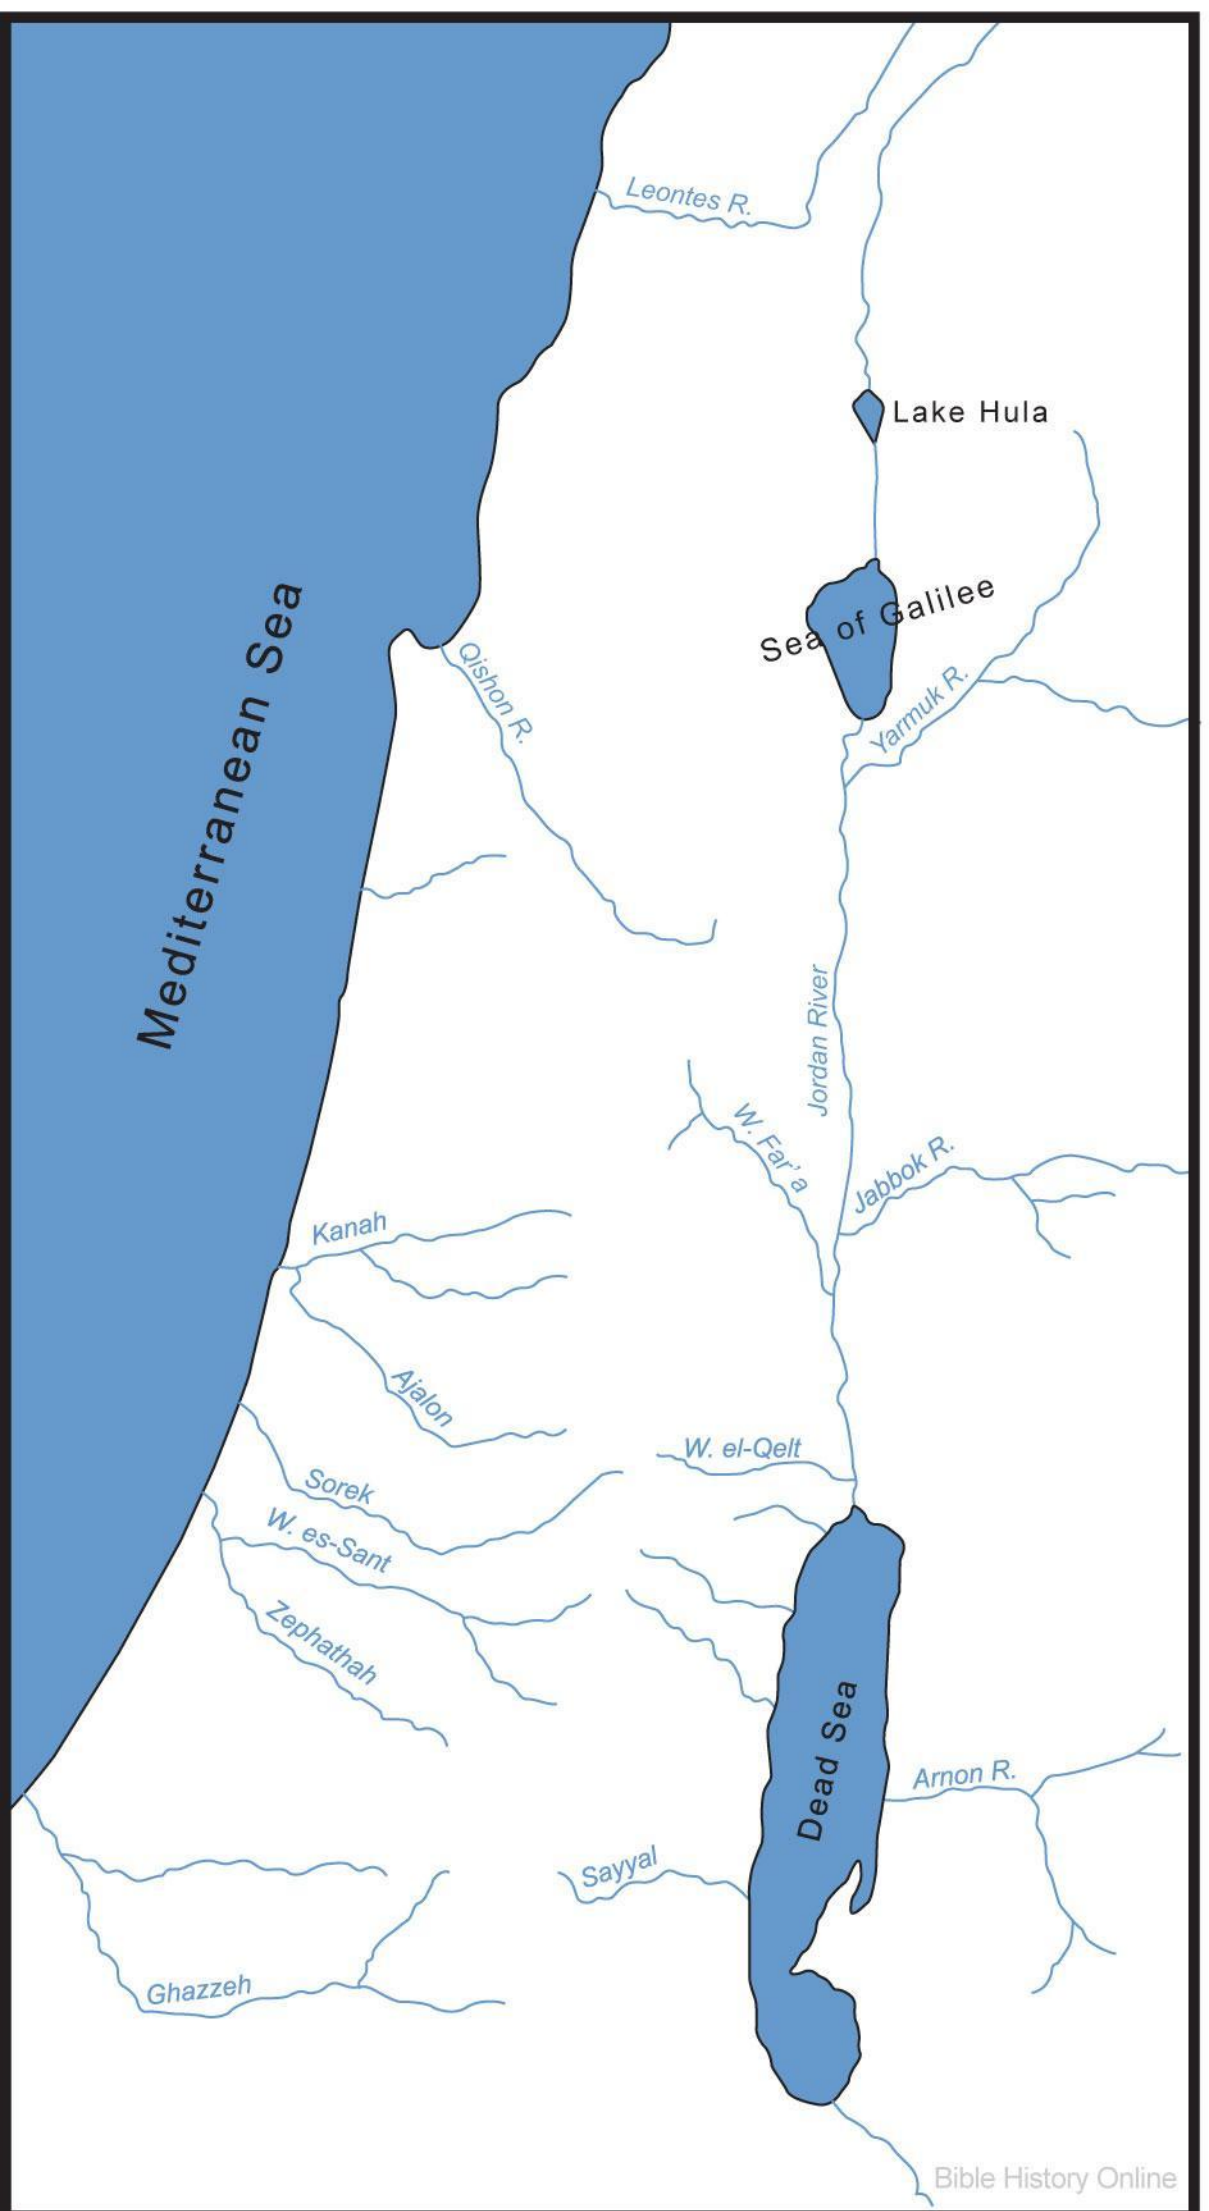 Leontes R.
Lake Hula
Sea of Galilee
Qishon R.
Yarmuk R.
Mediterranean Sea
Jordan River
W. Far'a
Jabbok R.
Kanah
Ajalon
W. el-Qelt
Sorek
W. es-Sant
Zephathah
Dead Sea
Arnon R.
Sayyal
Ghazzeh
Bible History Online